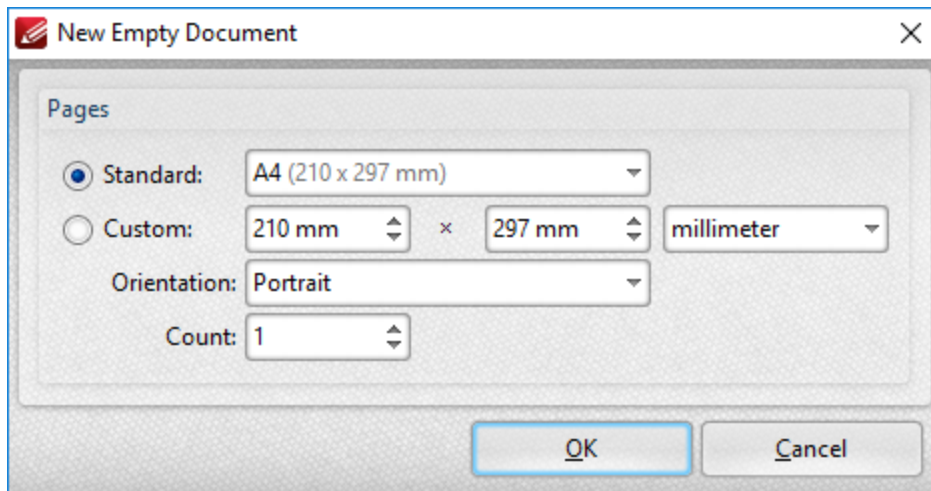 New Empty Document
Pages
Standard: A4 (210 x 297 mm)
Custom: 210 mm × 297 mm millimeter
Orientation: Portrait
Count: 1
OK Cancel